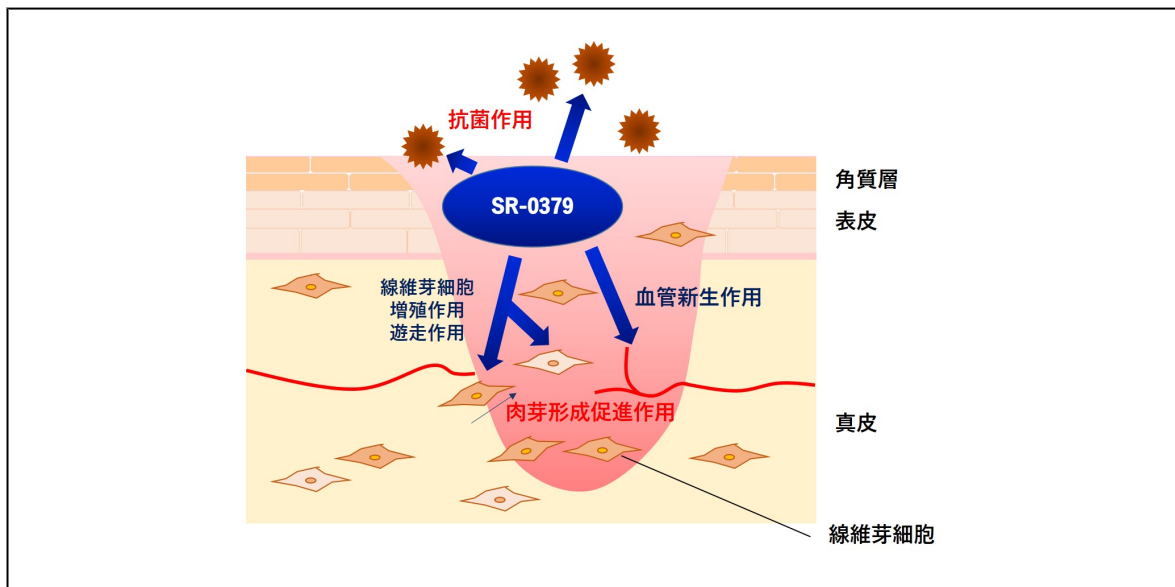 抗菌作用
SR-0379
角質層
表皮
線維芽細胞
増殖作用
遊走作用
血管新生作用
肉芽形成促進作用
真皮
線維芽細胞